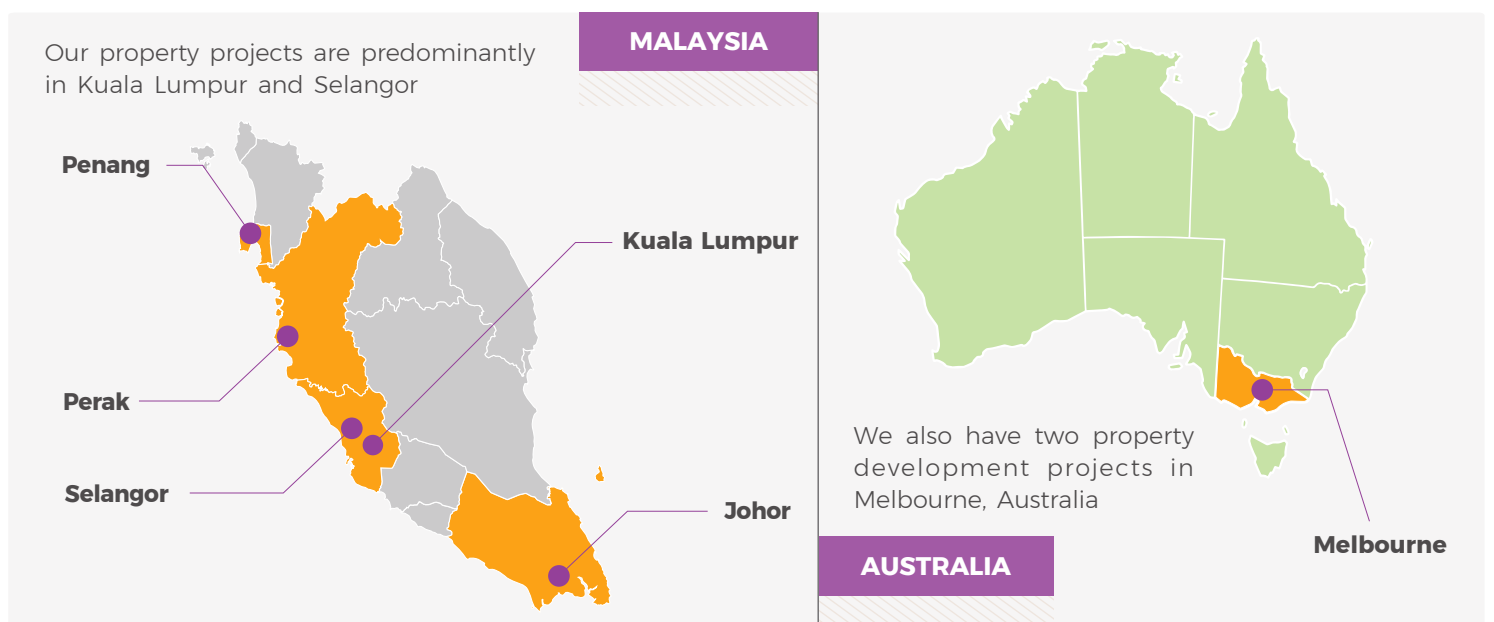 Our property projects are predominantly
in Kuala Lumpur and Selangor
MALAYSIA
Penang
Kuala Lumpur
Perak
Selangor
Johor
We also have two property
development projects in
Melbourne, Australia
Melbourne
AUSTRALIA